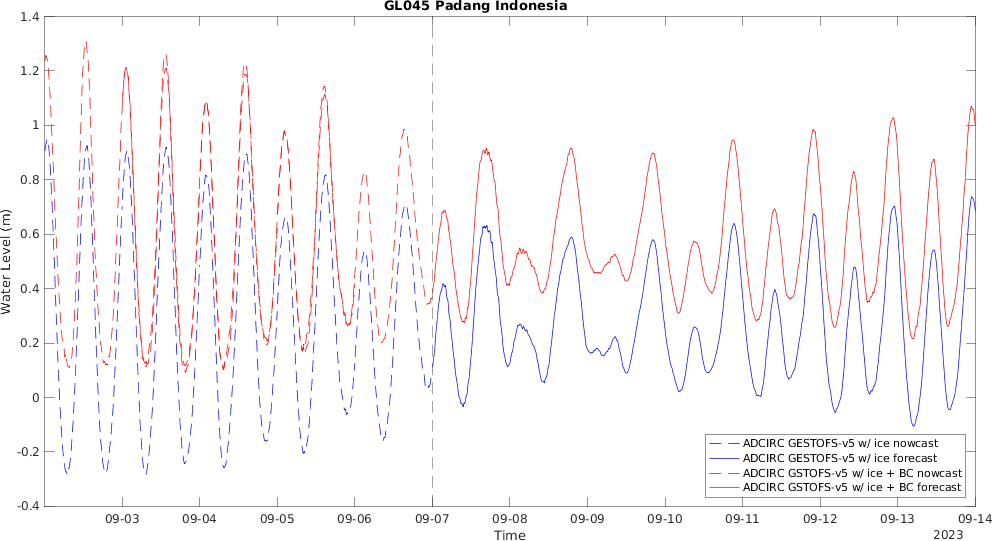 GL045 Padang Indonesia
Water Level (m)
1.4
1.2
1
0.8
0.6
0.4
0.2
0
-0.2
-0.4
09-03 09-04 09-05 09-06 09-07 09-08 09-09 09-10 09-11 09-12 09-13 09-14
Time
2023
ADCIRC GESTOFS-v5 w/ ice nowcast
ADCIRC GESTOFS-v5 w/ ice forecast
ADCIRC GSTOFS-v5 w/ ice + BC nowcast
ADCIRC GSTOFS-v5 w/ ice + BC forecast